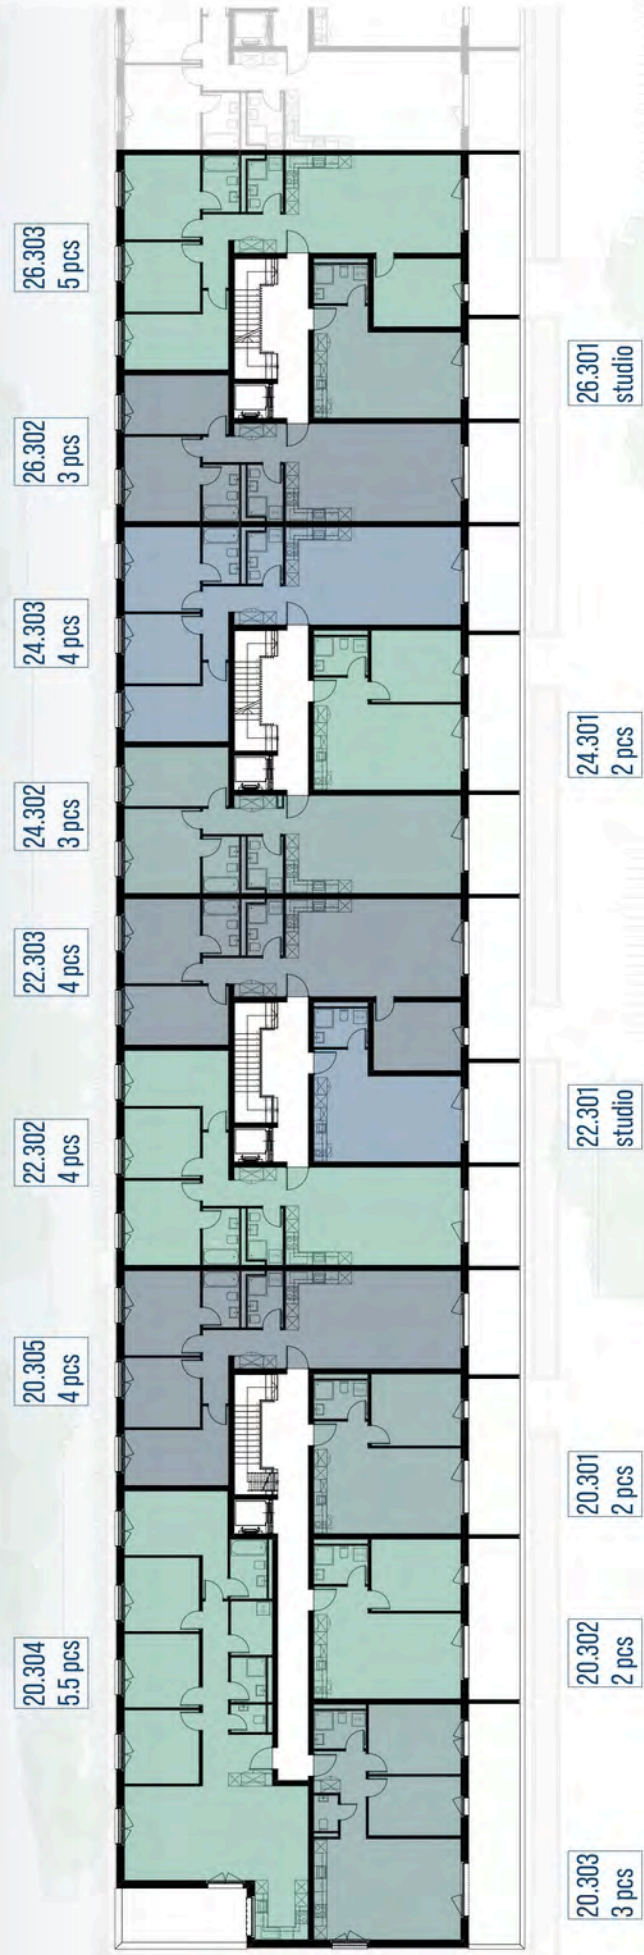 26.303
5 pcs
26.301
studio
26.302
3 pcs
24.303
4 pcs
24.301
2 pcs
24.302
3 pcs
22.303
4 pcs
22.301
studio
22.302
4 pcs
20.305
4 pcs
20.301
2 pcs
20.304
5.5 pcs
20.302
2 pcs
20.303
3 pcs